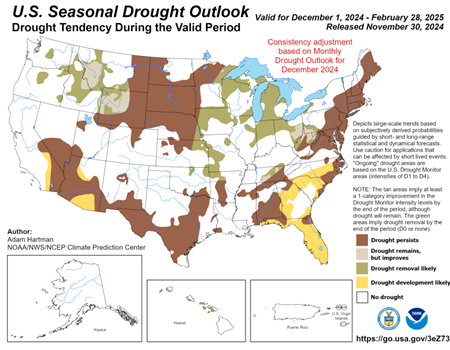 U.S. Seasonal Drought Outlook
Drought Tendency During the Valid Period
Valid for December 1, 2024 - February 28, 2025
Released November 30, 2024
Consistency adjustment
based on Monthly
Drought Outlook for
December 2024
Depicts large-scale trends based
on subjectively derived probabilities
guided by short- and long-range
statistical and dynamical forecasts.
Use caution for applications that
can be affected by short lived events.
"Ongoing" drought areas are
based on the U.S. Drought Monitor
areas (intensities of D1 to D4).
NOTE: The tan areas imply at least
a 1-category improvement in the
Drought Monitor intensity levels by
the end of the period, although
drought will remain. The green
areas imply drought removal by the
end of the period (D0 or none).
Author:
Adam Hartman
NOAA/NWS/NCEP Climate Prediction Center
Drought persists
Drought remains,
but improves
Drought removal likely
Drought development likely
No drought
Alaska
Hawaii
Puerto Rico
U.S. Virgin
Islands
https://go.usa.gov/3eZ73